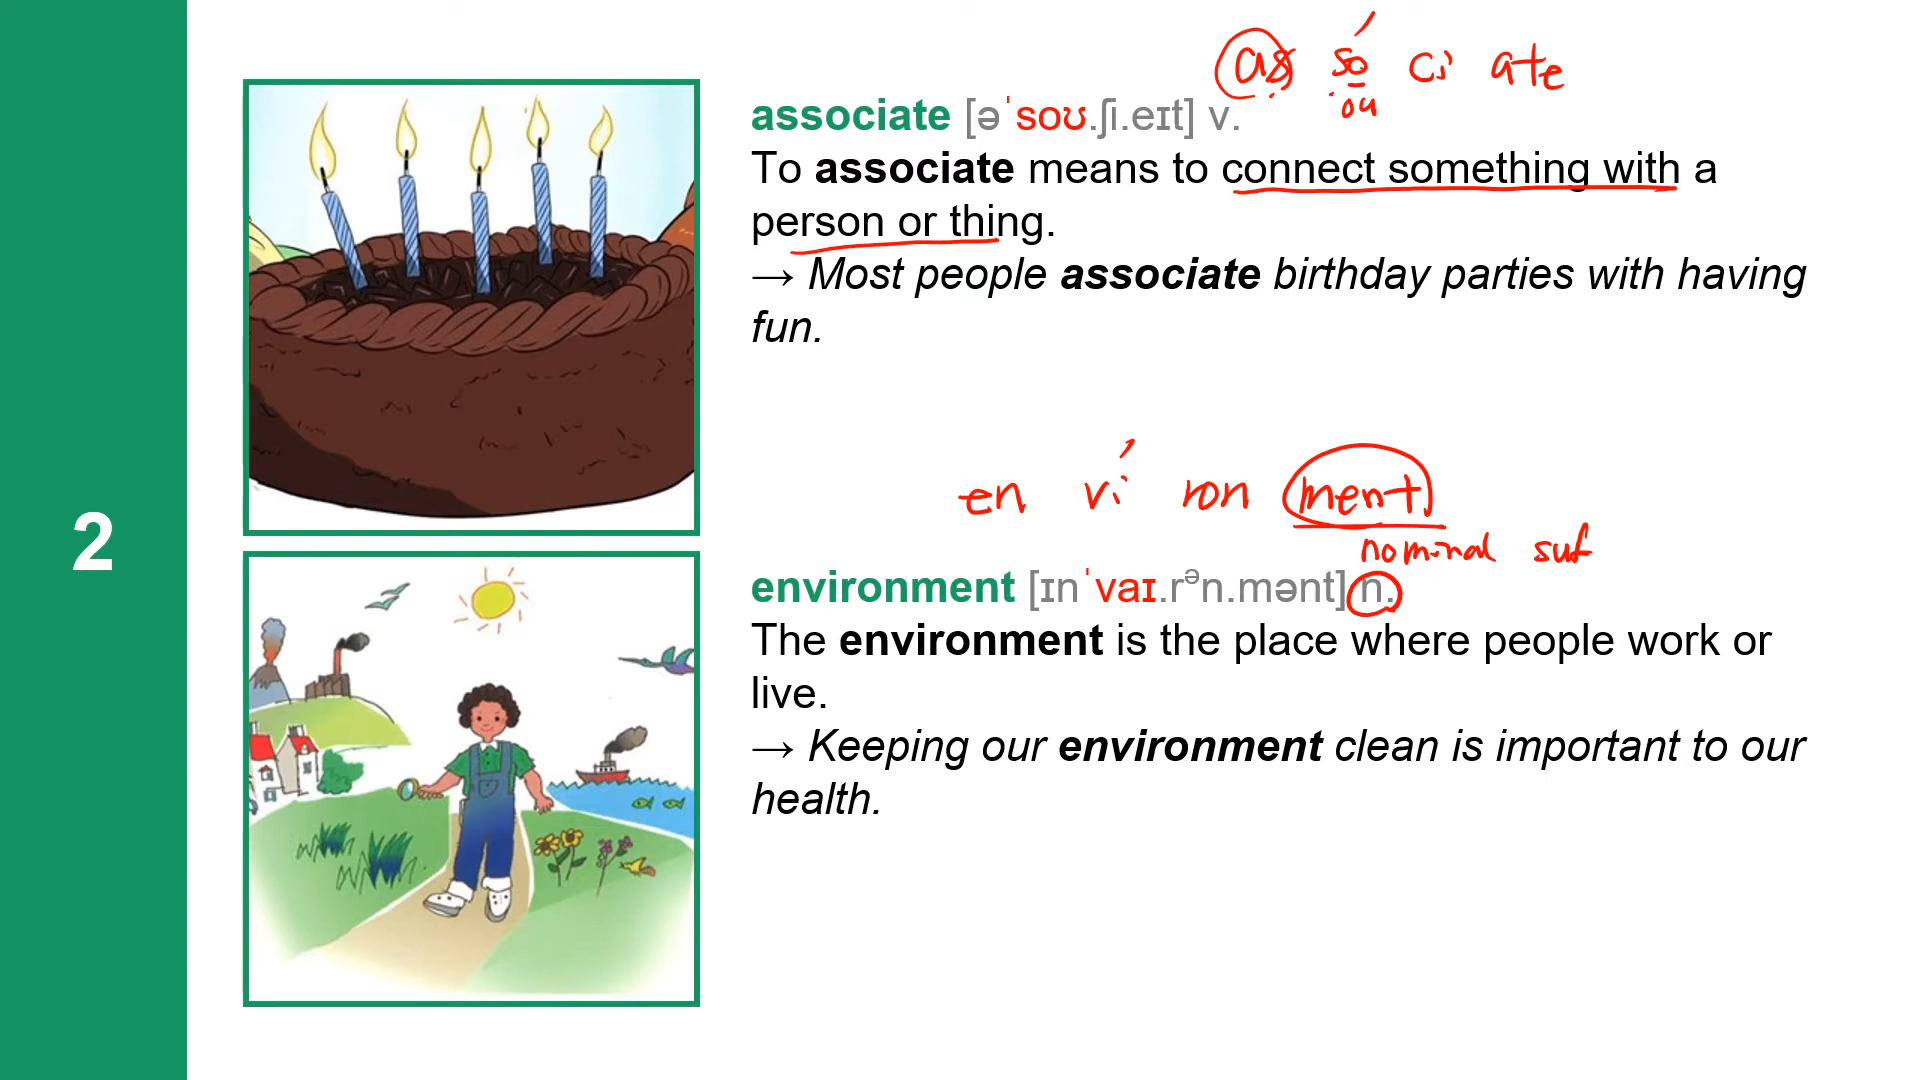 as so ci ate
ou
associate [əˈsoʊ.ʃi.eɪt] v.
To associate means to connect something with a
person or thing.
→ Most people associate birthday parties with having
fun.
en vi ron ment
nominal suf
2
environment [ɪnˈvaɪ.rᵊn.mənt] n.
The environment is the place where people work or
live.
→ Keeping our environment clean is important to our
health.